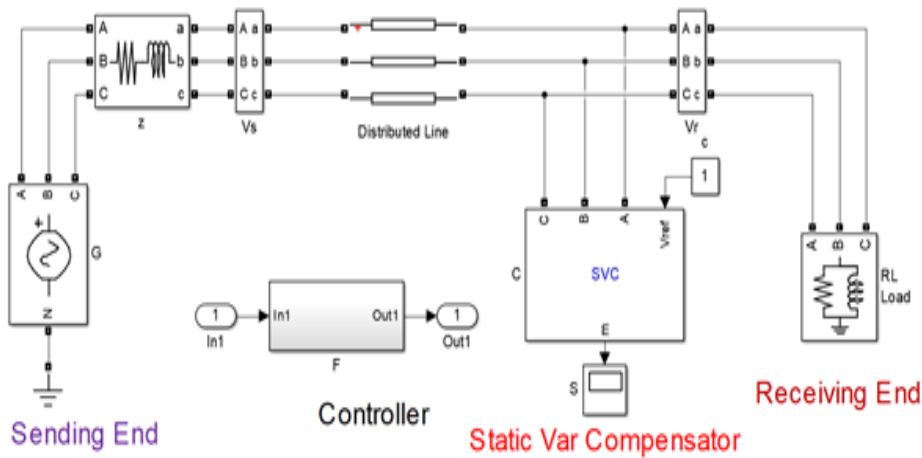 A a
B b
C c
z
A a
B b
C c
Vs
Distributed Line
A a
B b
C c
Vr
c
1
A B C
+
N
G
C B A
Vref
SVC
E
C
A B C
RL
Load
1
In1
In1
Out1
F
1
Out1
S
Sending End
Controller
Static Var Compensator
Receiving End